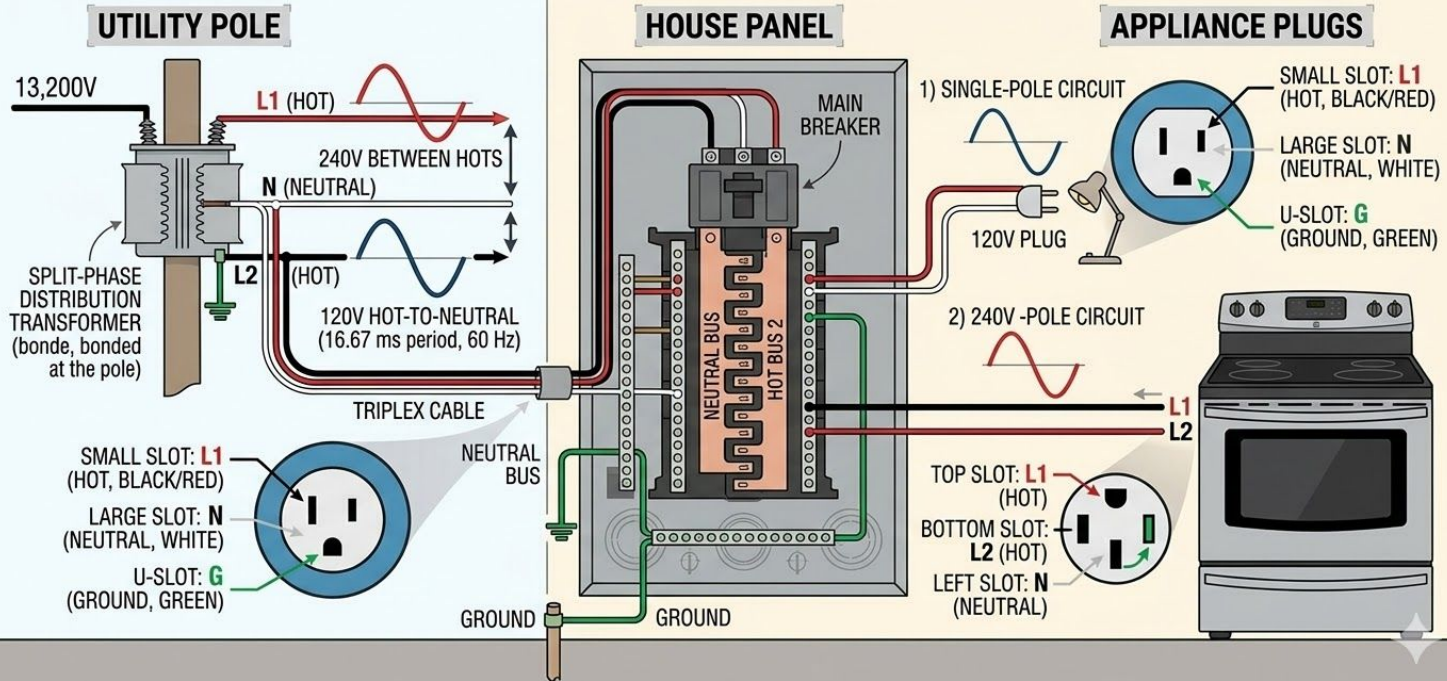 UTILITY POLE
13,200V
L1 (HOT)
240V BETWEEN HOTS
N (NEUTRAL)
L2 (HOT)
SPLIT-PHASE
DISTRIBUTION
TRANSFORMER
(bonde, bonded
at the pole)
120V HOT-TO-NEUTRAL
(16.67 ms period, 60 Hz)
TRIPLEX CABLE
SMALL SLOT: L1
(HOT, BLACK/RED)
LARGE SLOT: N
(NEUTRAL, WHITE)
U-SLOT: G
(GROUND, GREEN)
HOUSE PANEL
MAIN
BREAKER
NEUTRAL BUS
HOT BUS 2
NEUTRAL
BUS
GROUND
GROUND
APPLIANCE PLUGS
1) SINGLE-POLE CIRCUIT
120V PLUG
SMALL SLOT: L1
(HOT, BLACK/RED)
LARGE SLOT: N
(NEUTRAL, WHITE)
U-SLOT: G
(GROUND, GREEN)
2) 240V -POLE CIRCUIT
L1
L2
TOP SLOT: L1
(HOT)
BOTTOM SLOT:
L2 (HOT)
LEFT SLOT: N
(NEUTRAL)